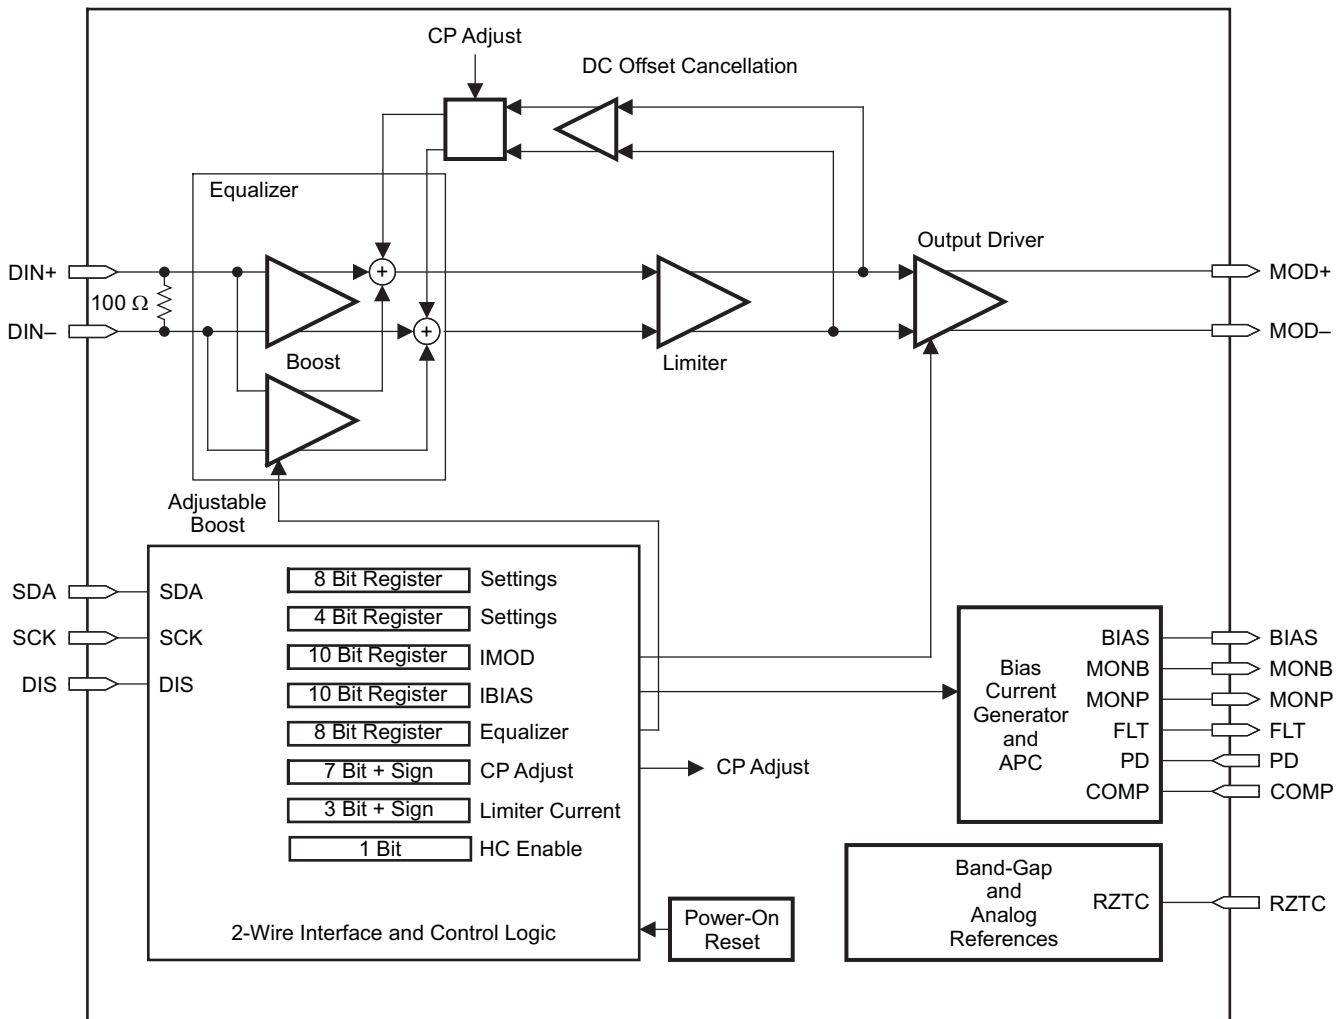 CP Adjust
DC Offset Cancellation
Equalizer
Output Driver
DIN+
MOD+
100 Ω
+
DIN–
+
MOD–
Boost
Limiter
Adjustable
Boost
SDA
SDA
SCK
SCK
DIS
DIS
8 Bit Register Settings
4 Bit Register Settings
10 Bit Register IMOD
10 Bit Register IBIAS
8 Bit Register Equalizer
7 Bit + Sign CP Adjust
3 Bit + Sign Limiter Current
1 Bit HC Enable
CP Adjust
2-Wire Interface and Control Logic
Power-On
Reset
Bias
Current
Generator
and
APC
BIAS BIAS
MONB MONB
MONP MONP
FLT FLT
PD PD
COMP COMP
Band-Gap
and
Analog
References
RZTC RZTC